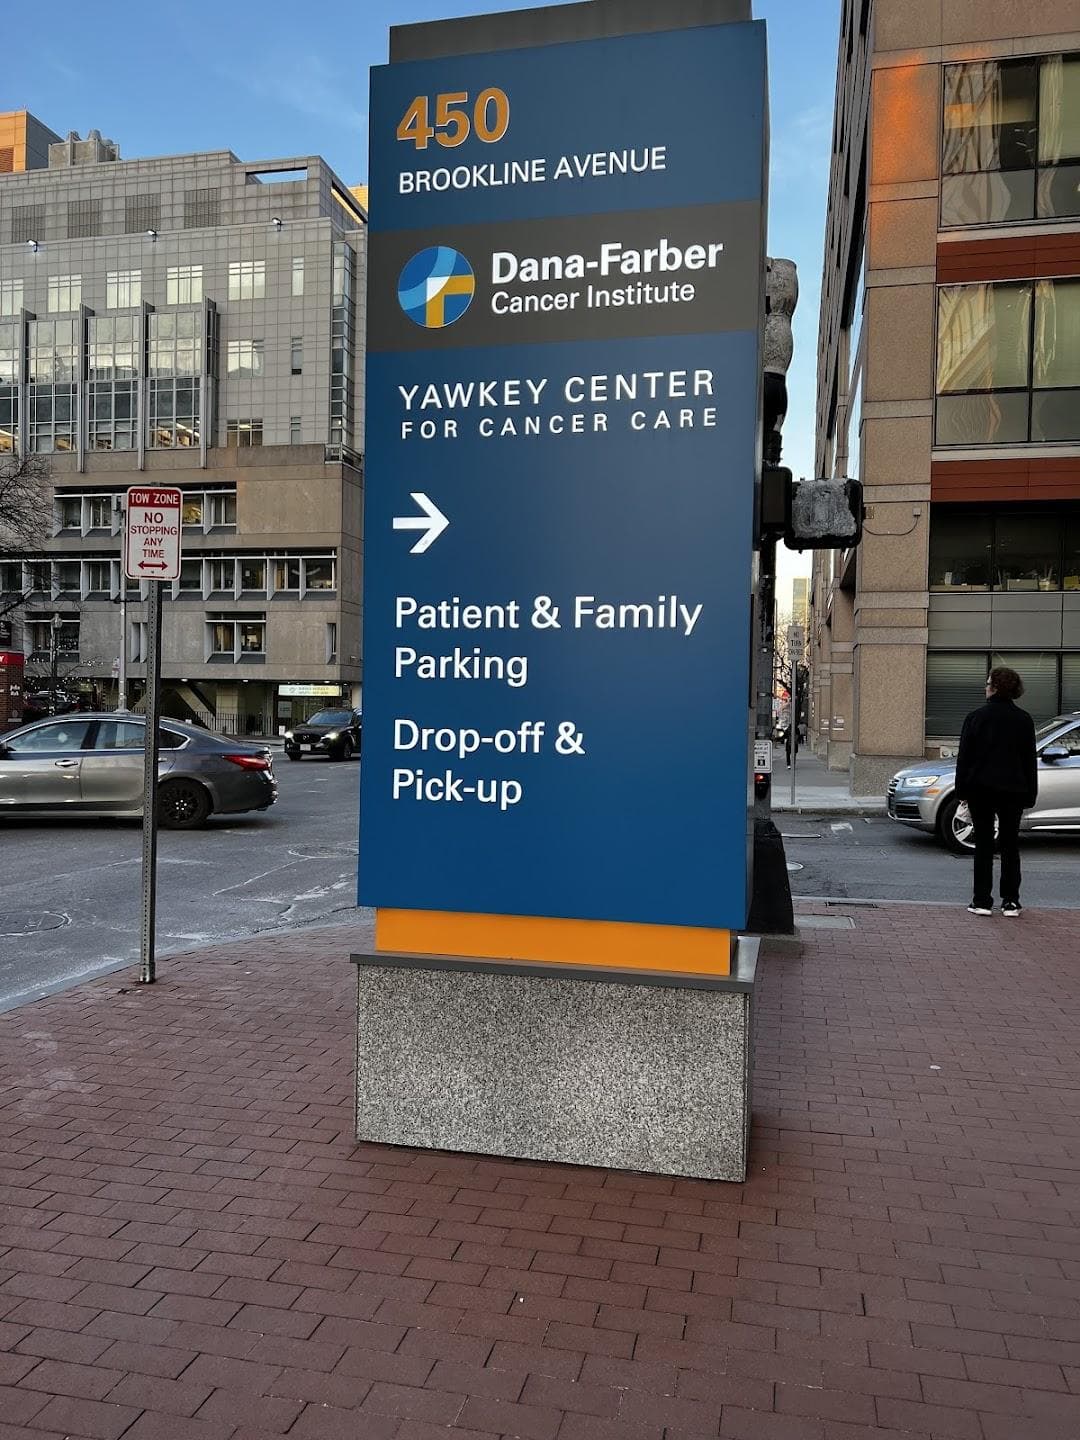 450
BROOKLINE AVENUE
Dana-Farber
Cancer Institute
YAWKEY CENTER
FOR CANCER CARE
Patient & Family
Parking
Drop-off &
Pick-up
TOW ZONE
NO
STOPPING
ANY
TIME